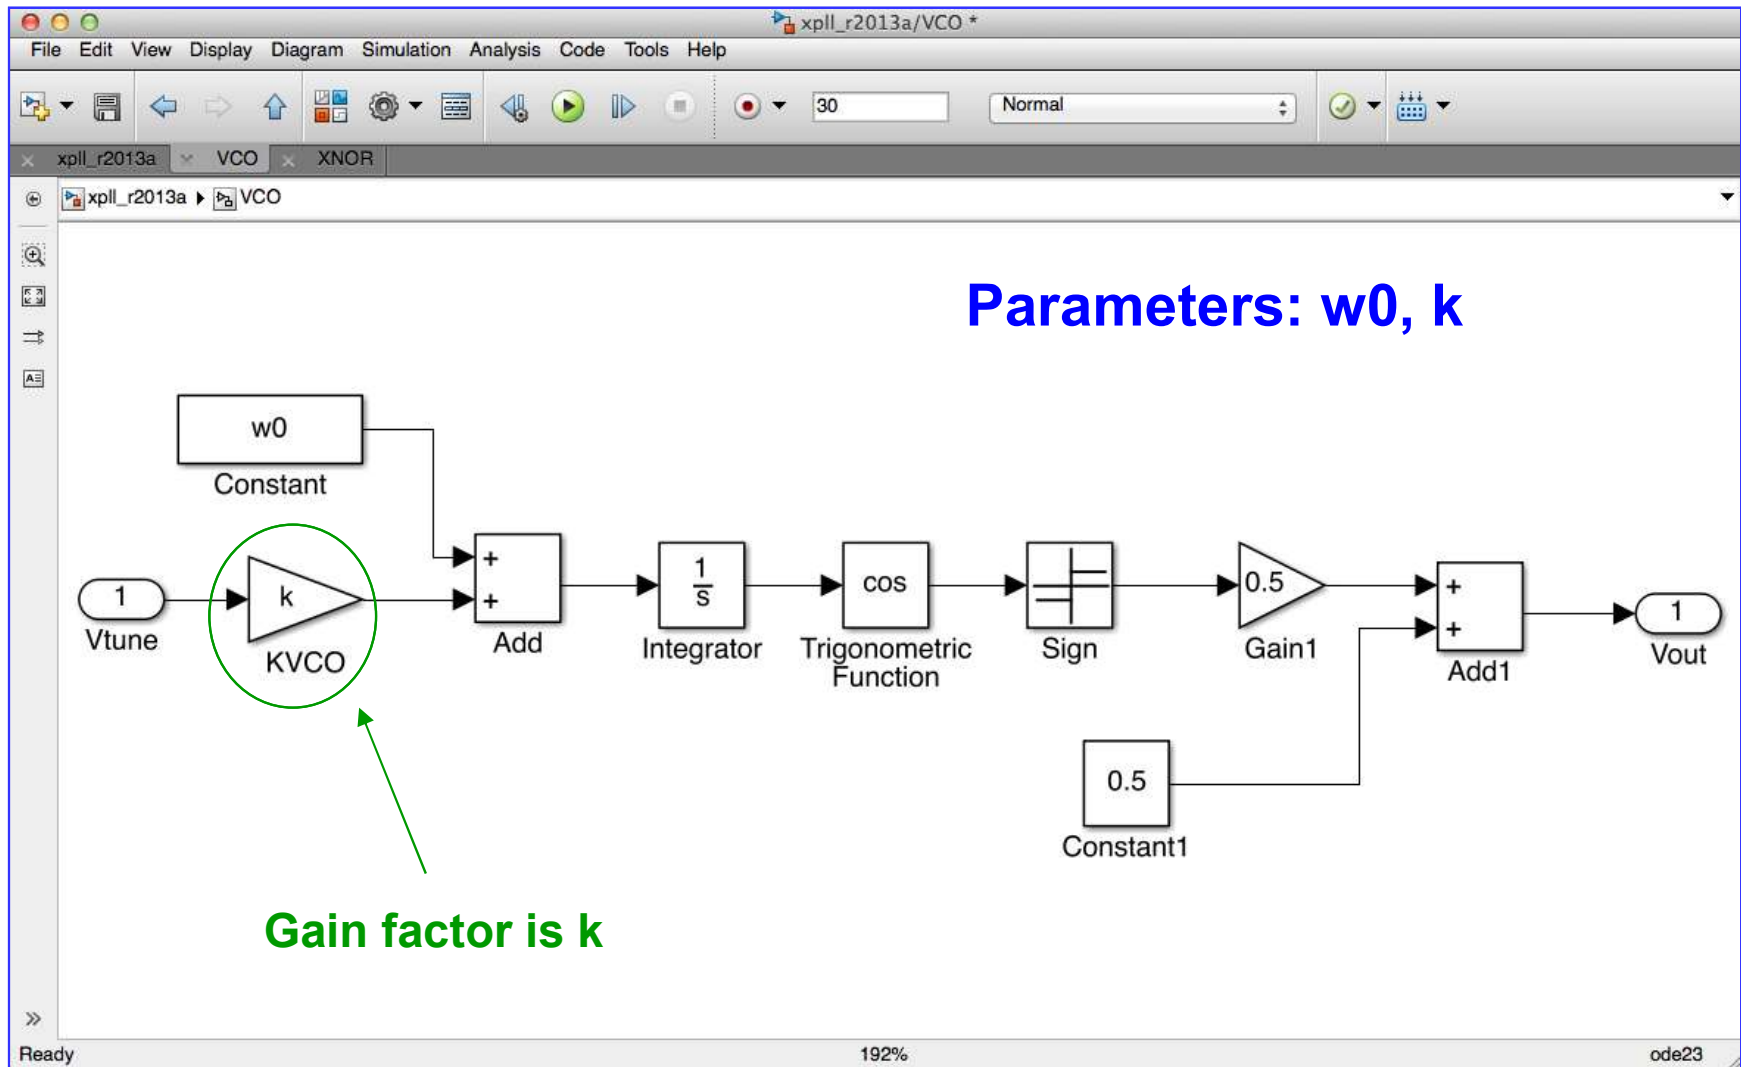 xpll_r2013a/VCO *
File Edit View Display Diagram Simulation Analysis Code Tools Help
30 Normal
xpll_r2013a VCO XNOR
xpll_r2013a VCO
Parameters: w0, k
w0
Constant
+
+
Add
1
Vtune
k
KVCO
1
s
Integrator
cos
Trigonometric
Function
Sign
0.5
Gain1
+
+
Add1
1
Vout
0.5
Constant1
Gain factor is k
Ready 192% ode23